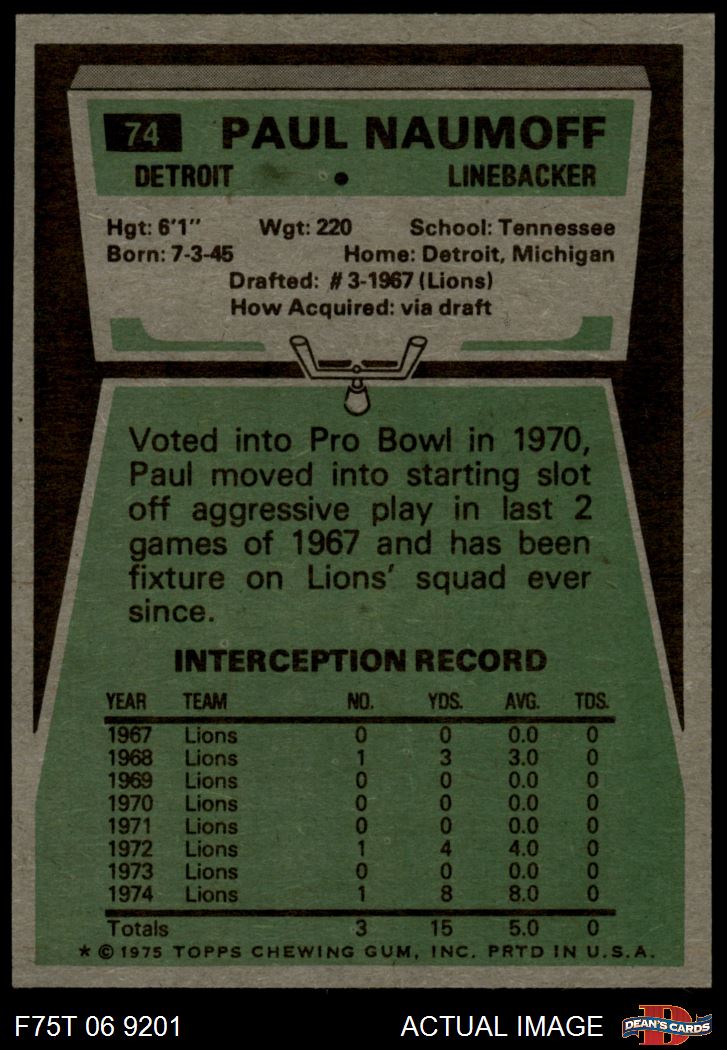 74 PAUL NAUMOFF
DETROIT • LINEBACKER
Hgt: 6'1" Wgt: 220 School: Tennessee
Born: 7-3-45 Home: Detroit, Michigan
Drafted: #3-1967 (Lions)
How Acquired: via draft
Voted into Pro Bowl in 1970,
Paul moved into starting slot
off aggressive play in last 2
games of 1967 and has been
fixture on Lions' squad ever
since.
INTERCEPTION RECORD
YEAR TEAM NO. YDS. AVG. TDS.
1967 Lions 0 0 0.0 0
1968 Lions 1 3 3.0 0
1969 Lions 0 0 0.0 0
1970 Lions 0 0 0.0 0
1971 Lions 0 0 0.0 0
1972 Lions 1 4 4.0 0
1973 Lions 0 0 0.0 0
1974 Lions 1 8 8.0 0
Totals 3 15 5.0 0
* © 1975 TOPPS CHEWING GUM, INC. PRTD IN U.S.A.
F75T 06 9201 ACTUAL IMAGE D DEAN'S CARDS